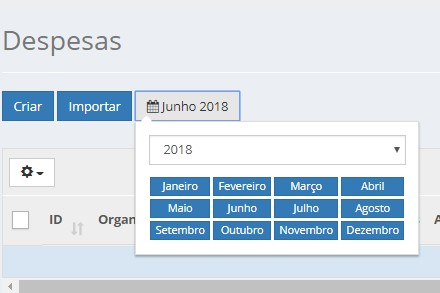 Despesas
Criar Importar Junho 2018
2018
Janeiro Fevereiro Março Abril
Maio Junho Julho Agosto
Setembro Outubro Novembro Dezembro
ID Organ